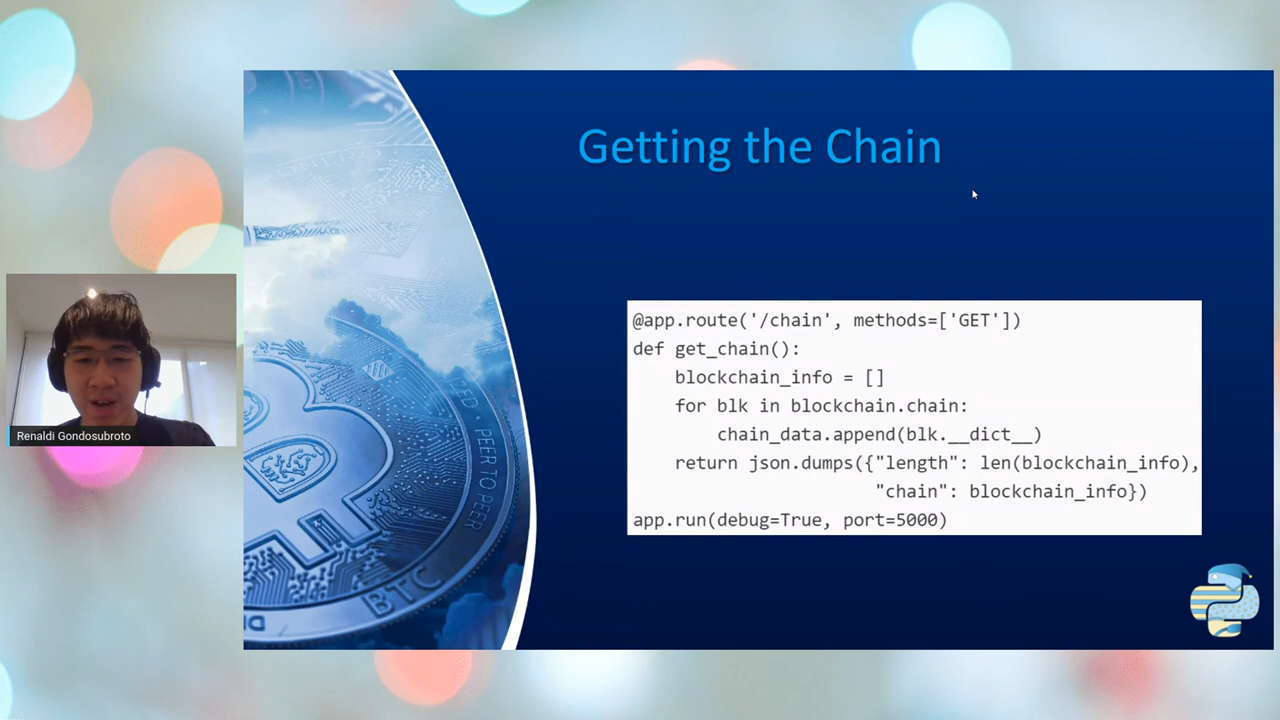 Getting the Chain
@app.route('/chain', methods=['GET'])
def get_chain():
    blockchain_info = []
    for blk in blockchain.chain:
        chain_data.append(blk.__dict__)
    return json.dumps({"length": len(blockchain_info),
                       "chain": blockchain_info})
app.run(debug=True, port=5000)
Renaldi Gondosubroto
PEER TO PEER
BTC